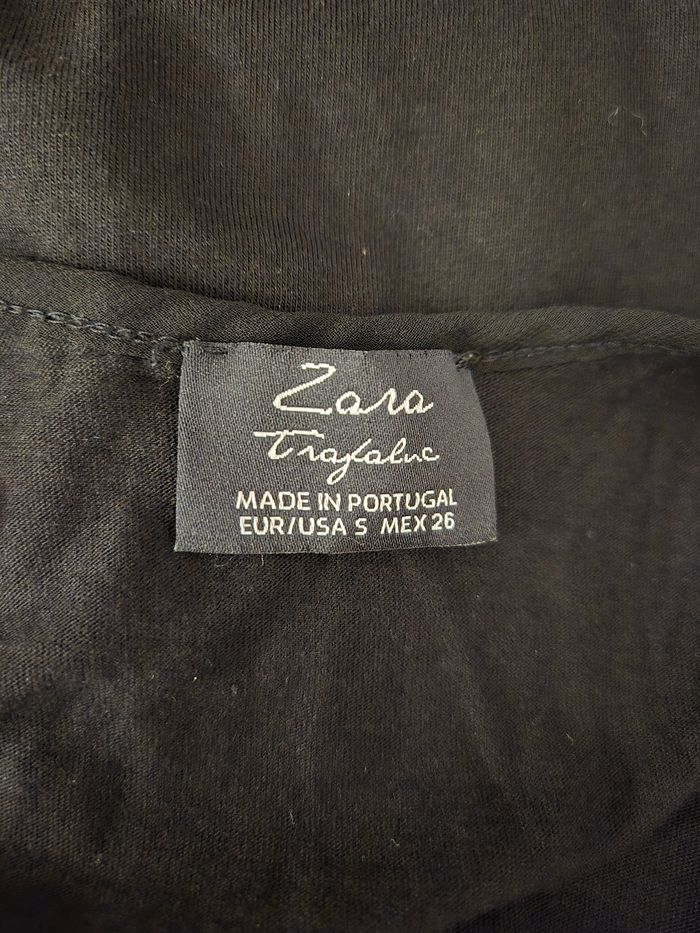 Zara
Trafaluc
MADE IN PORTUGAL
EUR/USA S MEX 26